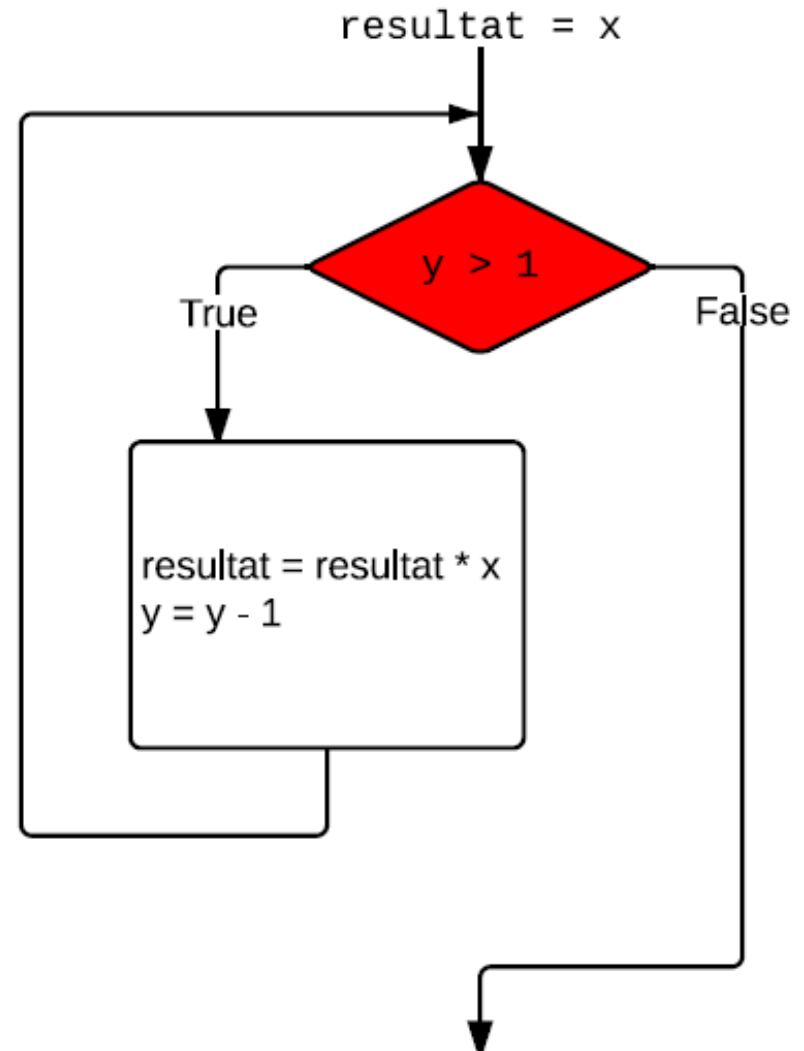 resultat = x
y > 1
True
False
resultat = resultat * x
y = y - 1